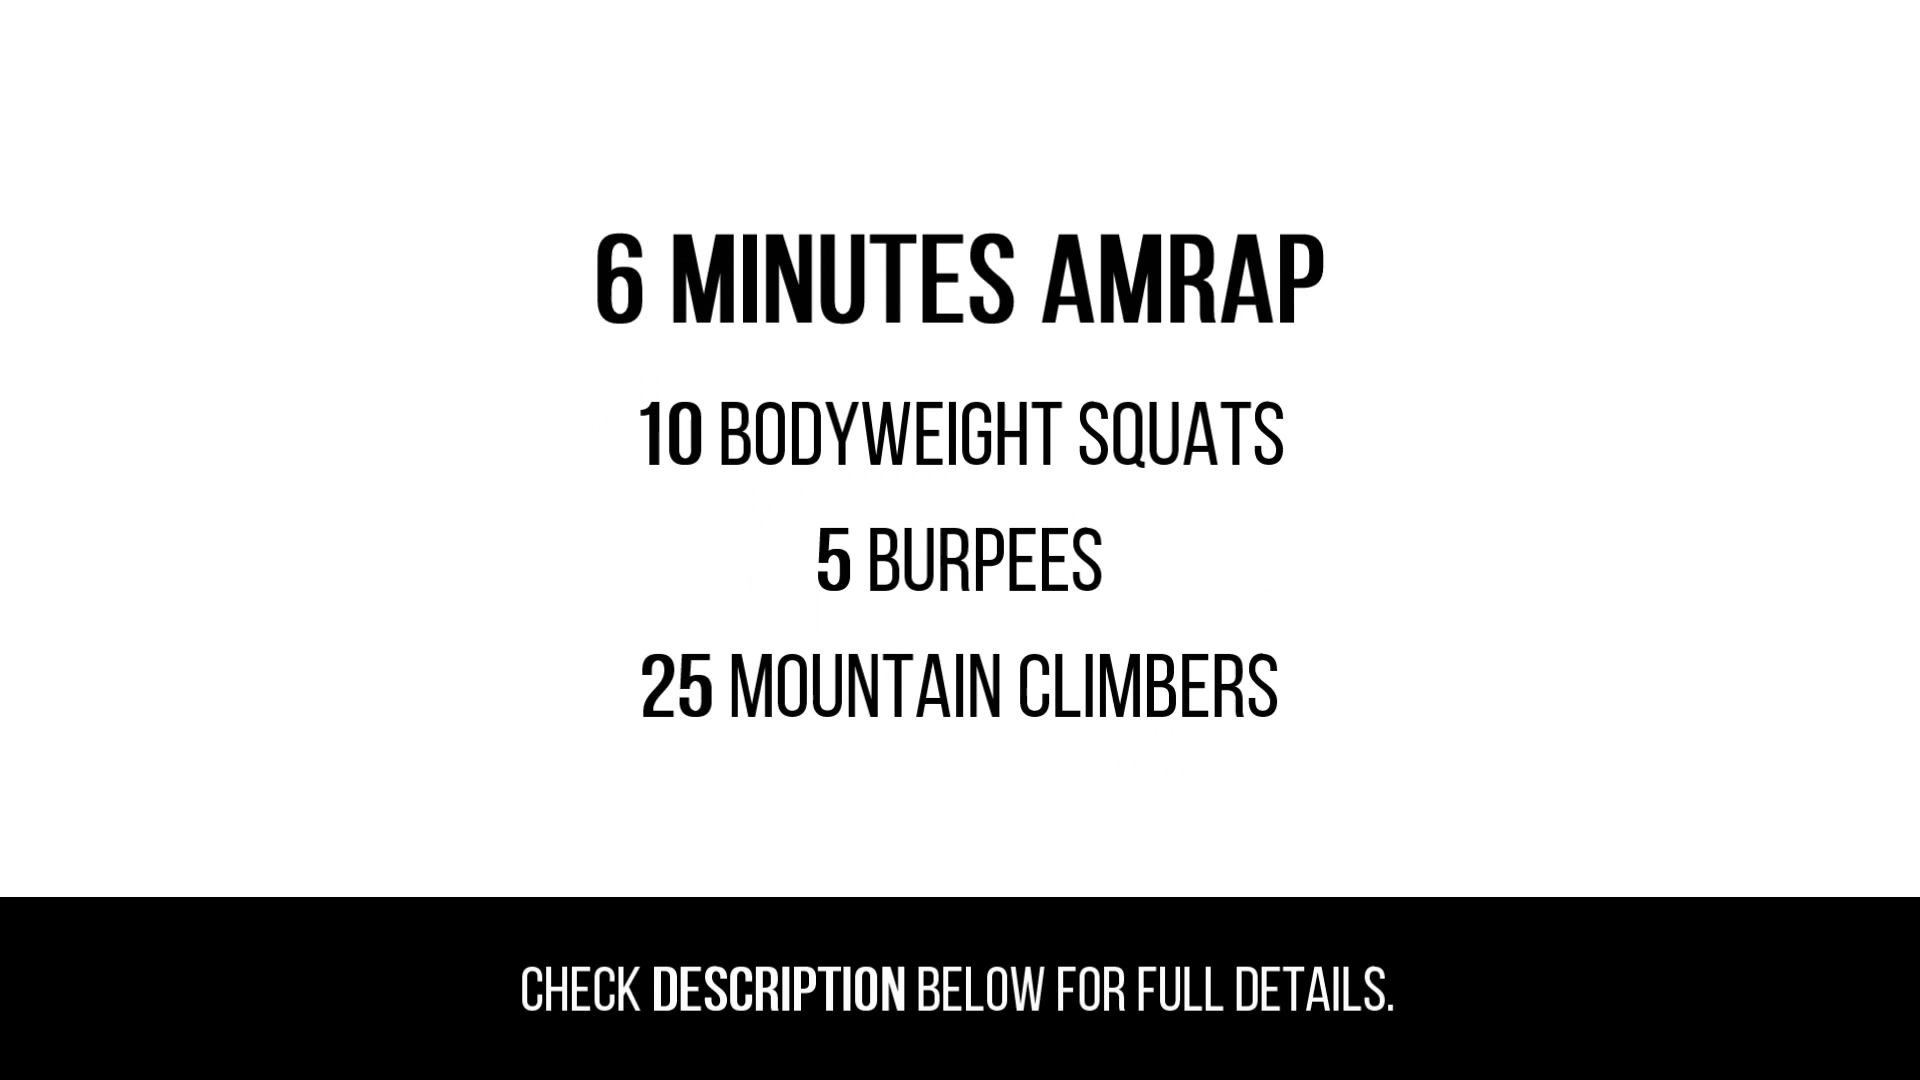 6 MINUTES AMRAP
10 BODYWEIGHT SQUATS
5 BURPEES
25 MOUNTAIN CLIMBERS
CHECK DESCRIPTION BELOW FOR FULL DETAILS.